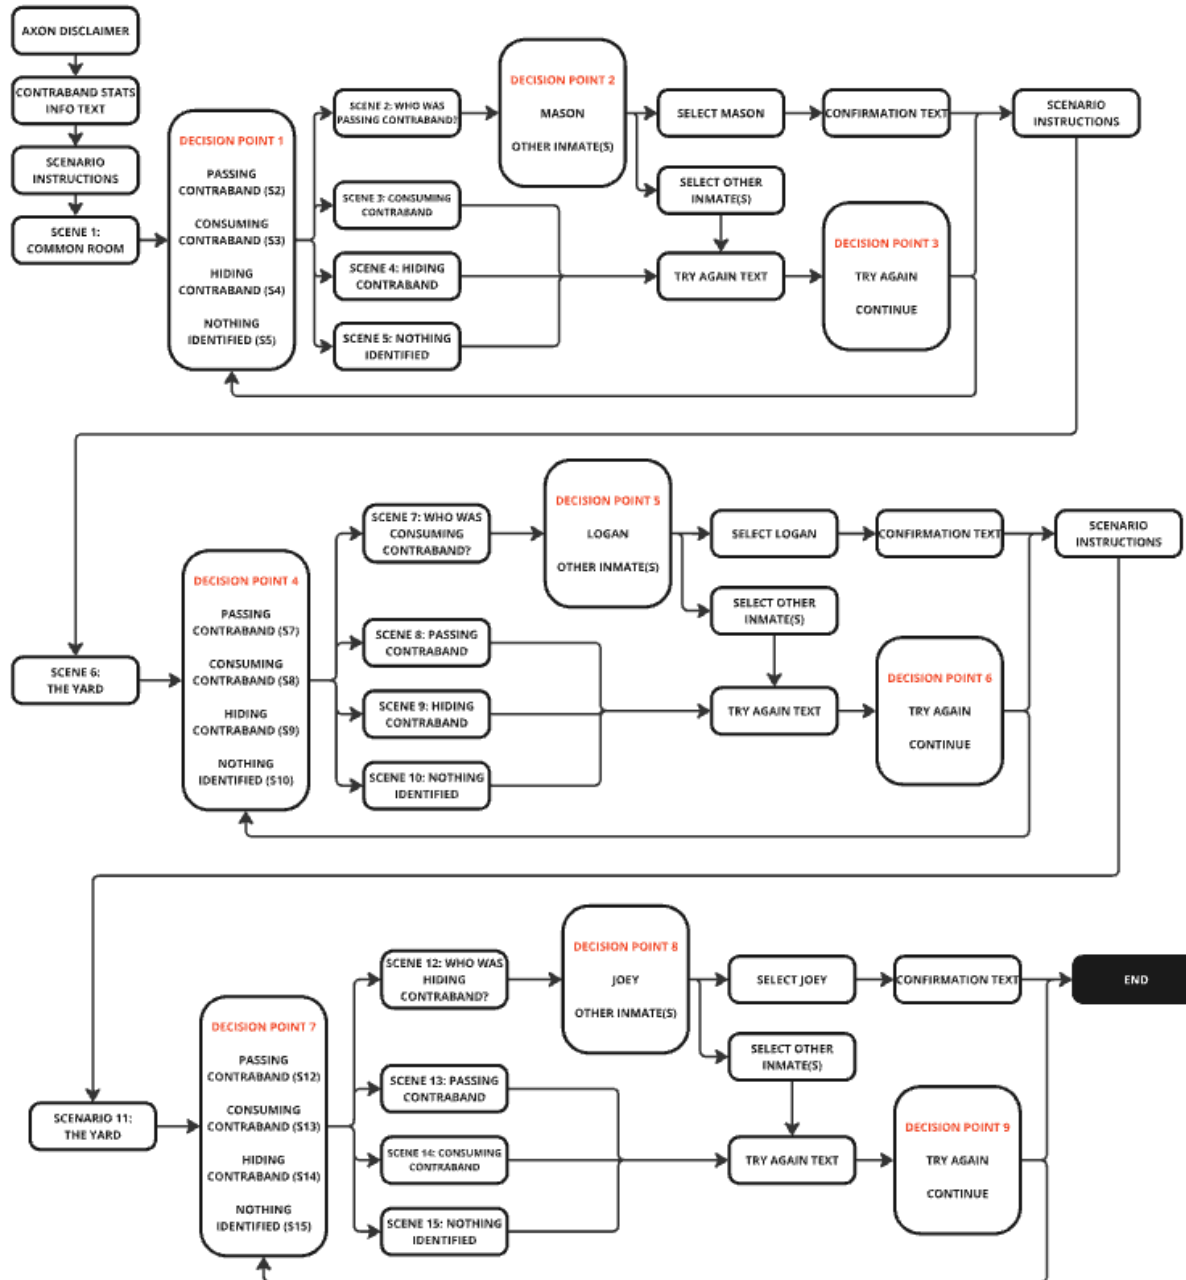 AXON DISCLAIMER
CONTRABAND STATS
INFO TEXT
SCENARIO
INSTRUCTIONS
SCENE 1:
COMMON ROOM
DECISION POINT 1
PASSING
CONTRABAND (S2)
CONSUMING
CONTRABAND (S3)
HIDING
CONTRABAND (S4)
NOTHING
IDENTIFIED (S5)
SCENE 2: WHO WAS
PASSING CONTRABAND?
SCENE 3: CONSUMING
CONTRABAND
SCENE 4: HIDING
CONTRABAND
SCENE 5: NOTHING
IDENTIFIED
DECISION POINT 2
MASON
OTHER INMATE(S)
SELECT MASON
CONFIRMATION TEXT
SCENARIO
INSTRUCTIONS
SELECT OTHER
INMATE(S)
TRY AGAIN TEXT
DECISION POINT 3
TRY AGAIN
CONTINUE
SCENE 6:
THE YARD
DECISION POINT 4
PASSING
CONTRABAND (S7)
CONSUMING
CONTRABAND (S8)
HIDING
CONTRABAND (S9)
NOTHING
IDENTIFIED (S10)
SCENE 7: WHO WAS
CONSUMING
CONTRABAND?
SCENE 8: PASSING
CONTRABAND
SCENE 9: HIDING
CONTRABAND
SCENE 10: NOTHING
IDENTIFIED
DECISION POINT 5
LOGAN
OTHER INMATE(S)
SELECT LOGAN
CONFIRMATION TEXT
SCENARIO
INSTRUCTIONS
SELECT OTHER
INMATE(S)
TRY AGAIN TEXT
DECISION POINT 6
TRY AGAIN
CONTINUE
SCENARIO 11:
THE YARD
DECISION POINT 7
PASSING
CONTRABAND (S12)
CONSUMING
CONTRABAND (S13)
HIDING
CONTRABAND (S14)
NOTHING
IDENTIFIED (S15)
SCENE 12: WHO WAS
HIDING
CONTRABAND?
SCENE 13: PASSING
CONTRABAND
SCENE 14: CONSUMING
CONTRABAND
SCENE 15: NOTHING
IDENTIFIED
DECISION POINT 8
JOEY
OTHER INMATE(S)
SELECT JOEY
CONFIRMATION TEXT
END
SELECT OTHER
INMATE(S)
TRY AGAIN TEXT
DECISION POINT 9
TRY AGAIN
CONTINUE